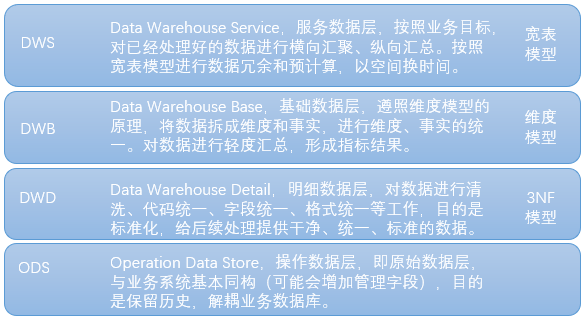 DWS
Data Warehouse Service，服务数据层，按照业务目标，
对已经处理好的数据进行横向汇聚、纵向汇总。按照
宽表模型进行数据冗余和预计算，以空间换时间。
宽表
模型
DWB
Data Warehouse Base，基础数据层，遵照维度模型的
原理，将数据拆成维度和事实，进行维度、事实的统
一。对数据进行轻度汇总，形成指标结果。
维度
模型
DWD
Data Warehouse Detail，明细数据层，对数据进行清
洗、代码统一、字段统一、格式统一等工作，目的是
标准化，给后续处理提供干净、统一、标准的数据。
3NF
模型
ODS
Operation Data Store，操作数据层，即原始数据层，
与业务系统基本同构（可能会增加管理字段），目的
是保留历史，解耦业务数据库。